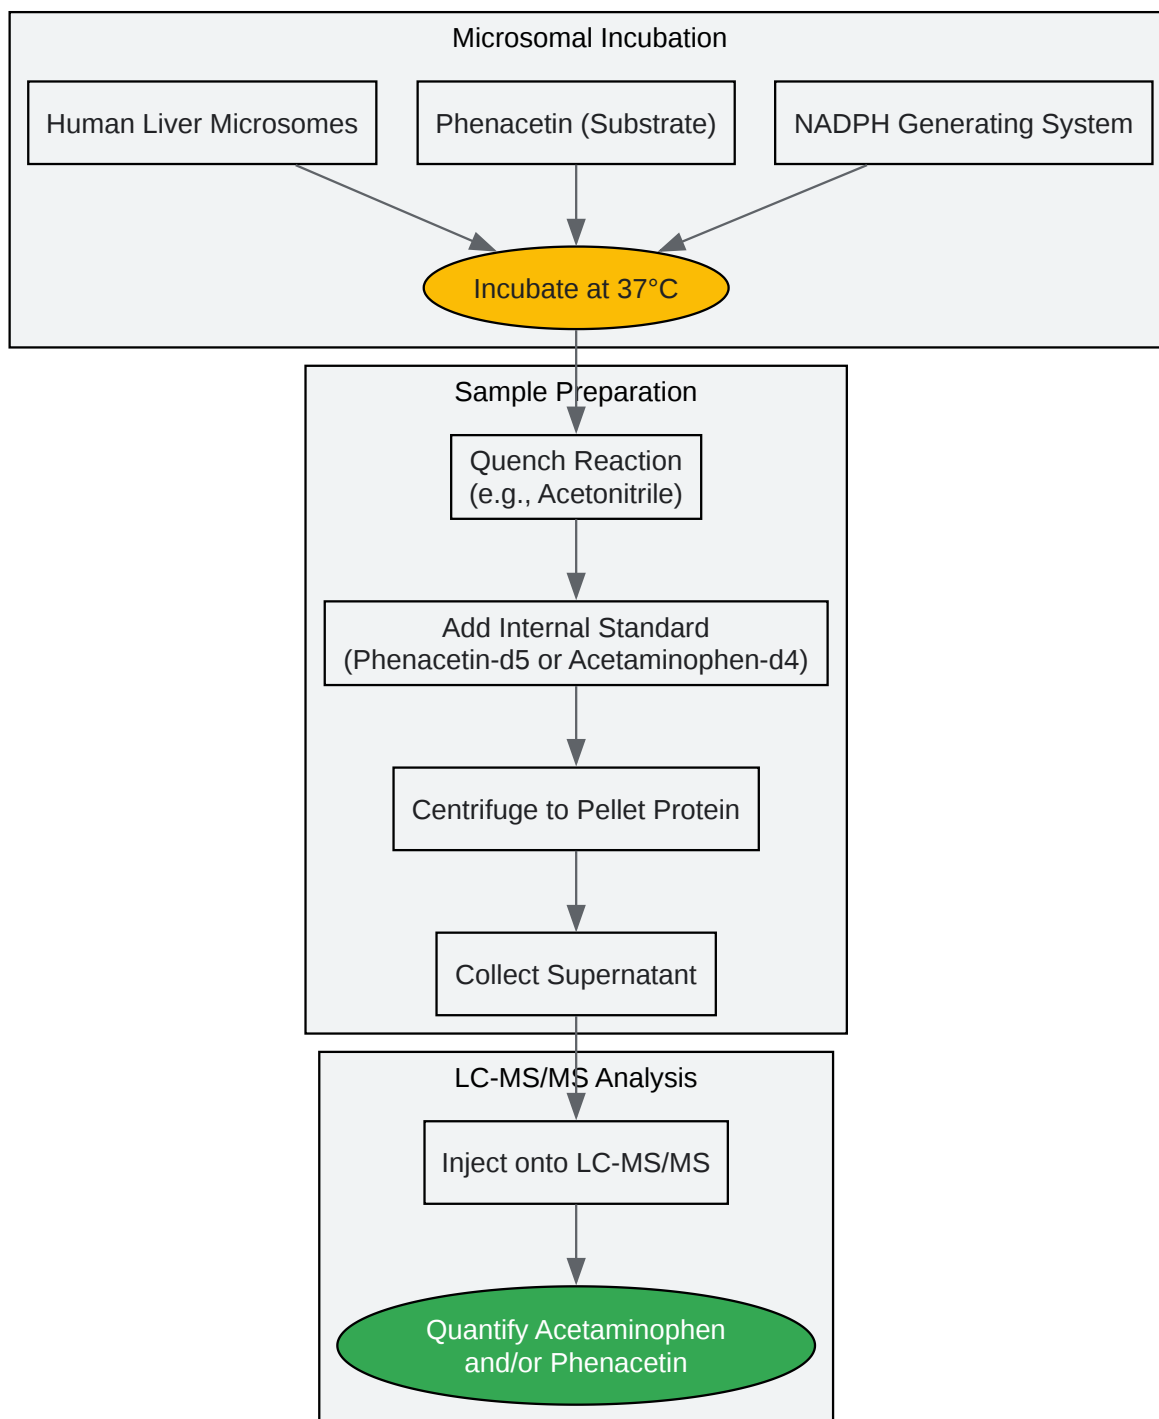 Microsomal Incubation
Human Liver Microsomes
Phenacetin (Substrate)
NADPH Generating System
Incubate at 37°C
Sample Preparation
Quench Reaction
(e.g., Acetonitrile)
Add Internal Standard
(Phenacetin-d5 or Acetaminophen-d4)
Centrifuge to Pellet Protein
Collect Supernatant
LC-MS/MS Analysis
Inject onto LC-MS/MS
Quantify Acetaminophen
and/or Phenacetin